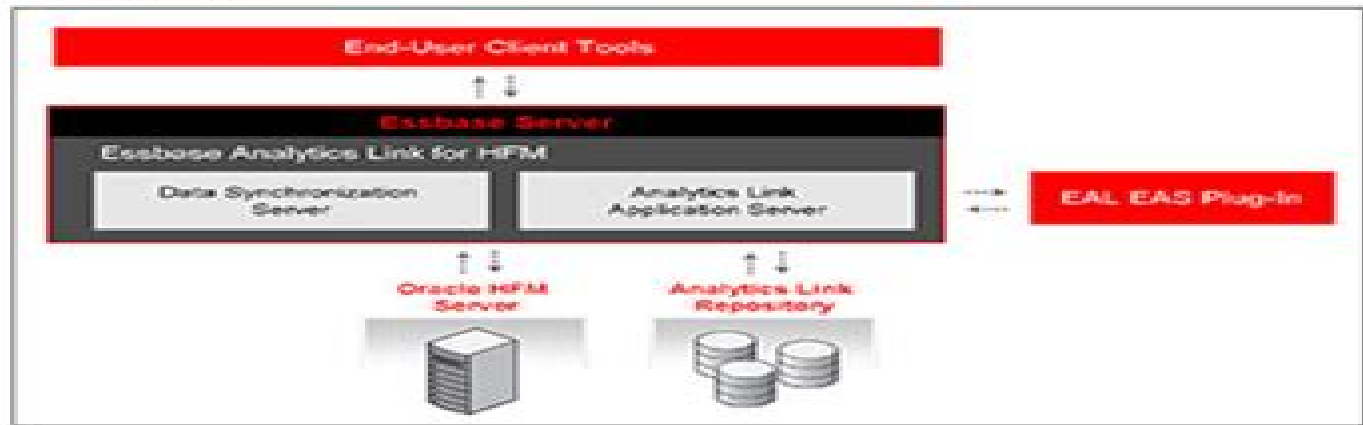 End-User Client Tools
Essbase Server
Essbase Analytics Link for HFM
Data Synchronization
Server
Analytics Link
Application Server
EAL EAS Plug-In
Oracle HFM
Server
Analytics Link
Repository